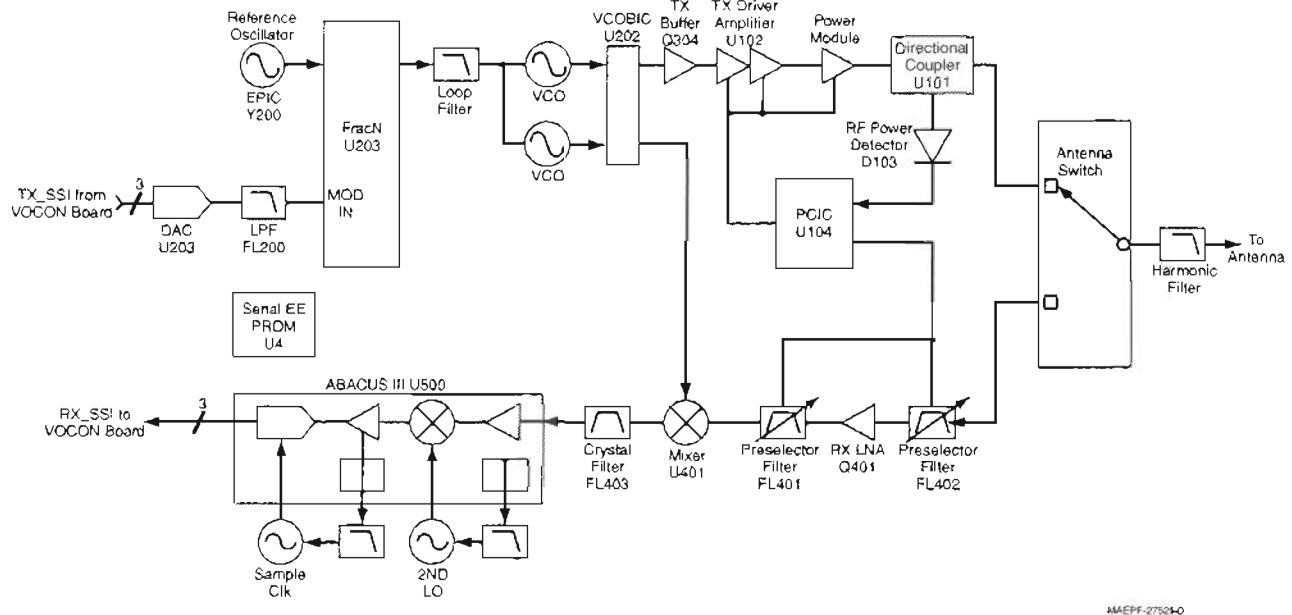 Reference
Oscillator
EPIC
Y200
FracN
U203
MOD
IN
Loop
Filter
VCO
VCO
VCOBIC
U202
TX
Buffer
Q304
TX Driver
Amplifier
U102
Power
Module
Directional
Coupler
U101
RF Power
Detector
D103
PCIC
U104
Antenna
Switch
Harmonic
Filter
To
Antenna
TX_SSI from
VOCON Board
3
DAC
U203
LPF
FL200
Serial EE
PROM
U4
ABACUS III U500
RX_SSI to
VOCON Board
3
Crystal
Filter
FL403
Mixer
U401
Preselector
Filter
FL401
RX LNA
Q401
Preselector
Filter
FL402
Sample
Clk
2ND
LO